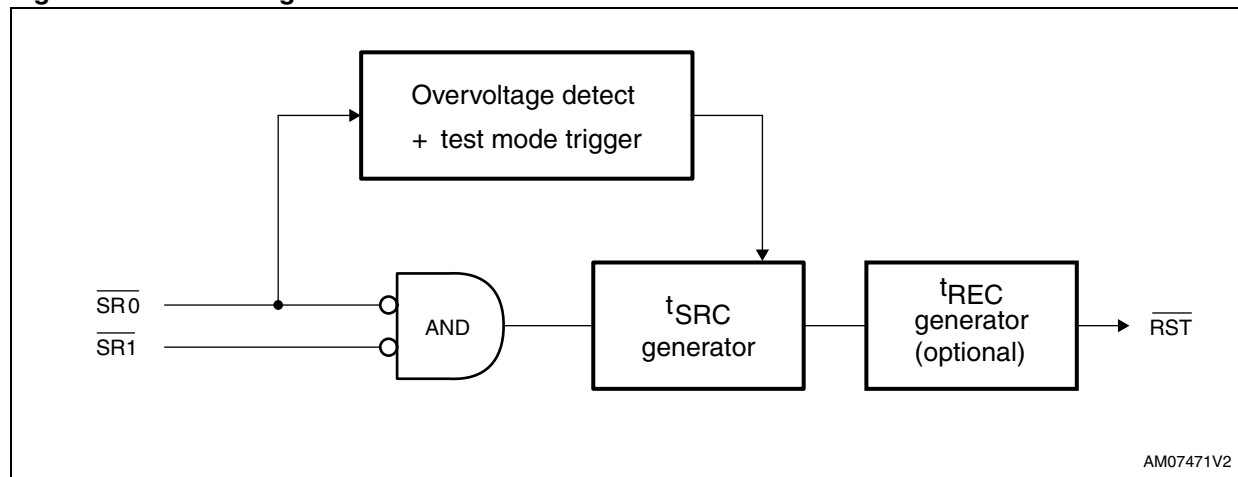 Overvoltage detect
+ test mode trigger
SR0
SR1
AND
tSRC
generator
tREC
generator
(optional)
RST
AM07471V2